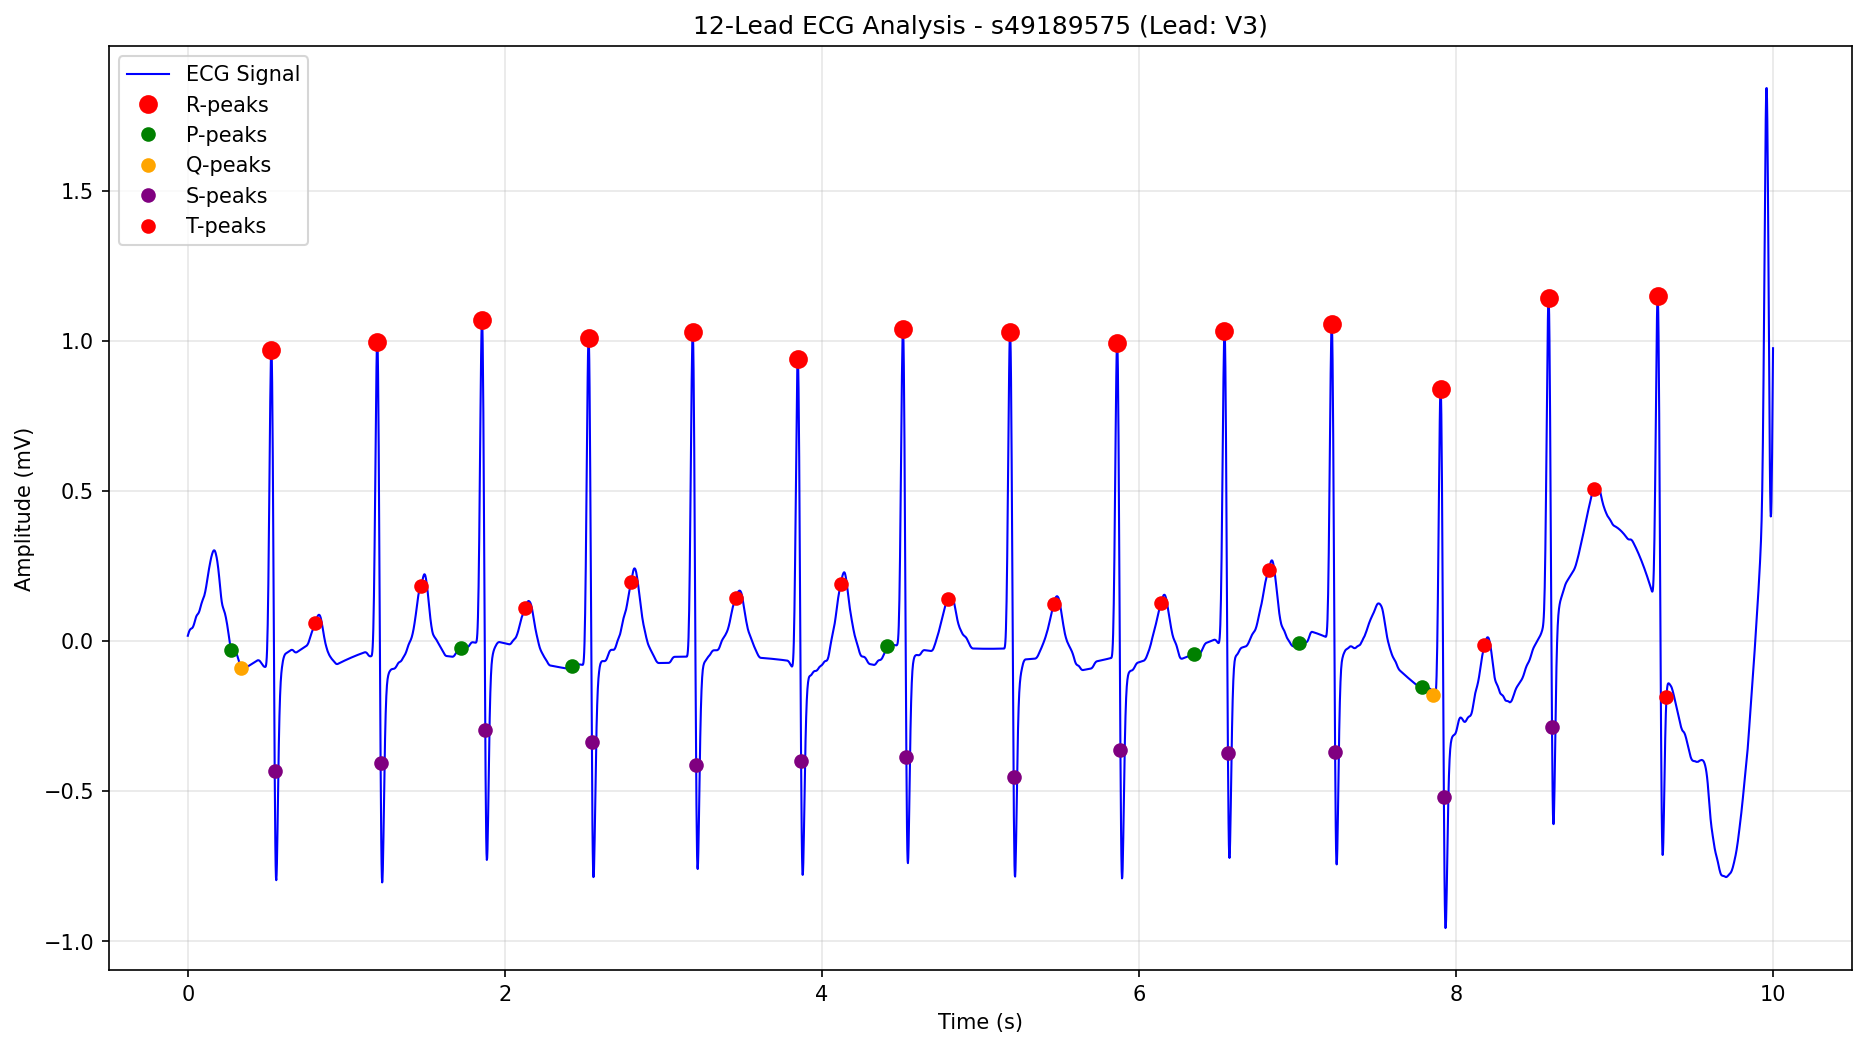 12-Lead ECG Analysis - s49189575 (Lead: V3)
ECG Signal
R-peaks
P-peaks
Q-peaks
S-peaks
T-peaks
Amplitude (mV)
1.5
1.0
0.5
0.0
−0.5
−1.0
0 2 4 6 8 10
Time (s)